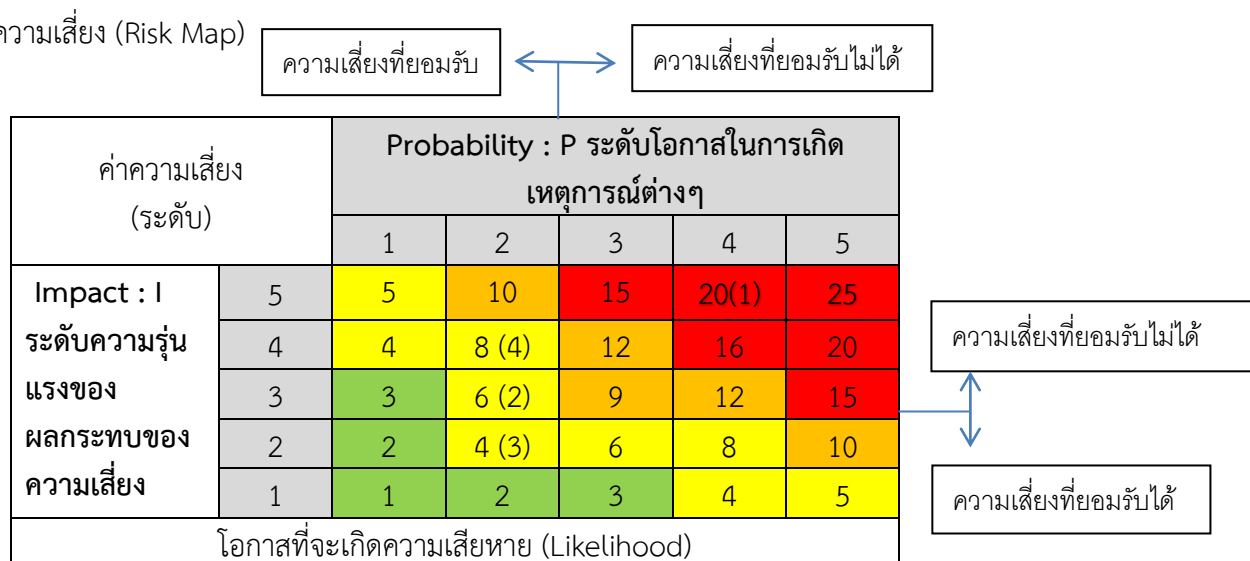 ความเสี่ยง (Risk Map)
ความเสี่ยงที่ยอมรับ
ความเสี่ยงที่ยอมรับไม่ได้
ค่าความเสี่ยง
(ระดับ)
Probability : P ระดับโอกาสในการเกิด
เหตุการณ์ต่างๆ
1 2 3 4 5
Impact : I
ระดับความรุ่น
แรงของ
ผลกระทบของ
ความเสี่ยง
5 5 10 15 20(1) 25
4 4 8 (4) 12 16 20
3 3 6 (2) 9 12 15
2 2 4 (3) 6 8 10
1 1 2 3 4 5
ความเสี่ยงที่ยอมรับไม่ได้
ความเสี่ยงที่ยอมรับได้
โอกาสที่จะเกิดความเสียหาย (Likelihood)